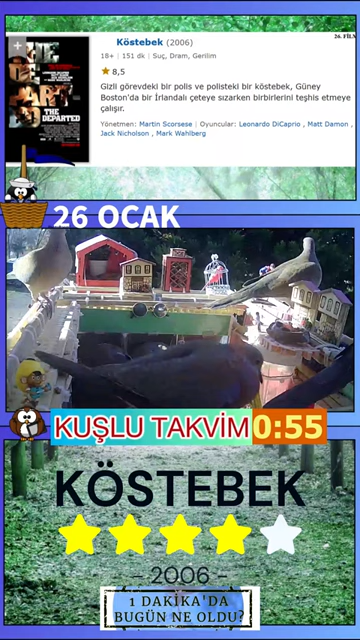 26. FİLM
Köstebek (2006)
18+ | 151 dk | Suç, Dram, Gerilim
8,5
Gizli görevdeki bir polis ve polisteki bir köstebek, Güney
Boston'da bir İrlandalı çeteye sızarken birbirlerini teşhis etmeye
çalışır.
Yönetmen: Martin Scorsese | Oyuncular: Leonardo DiCaprio , Matt Damon ,
Jack Nicholson , Mark Wahlberg
THE DEPARTED
26 OCAK
KUŞLU TAKVİM 0:55
KÖSTEBEK
2006
1 DAKİKA'DA
BUGÜN NE OLDU?